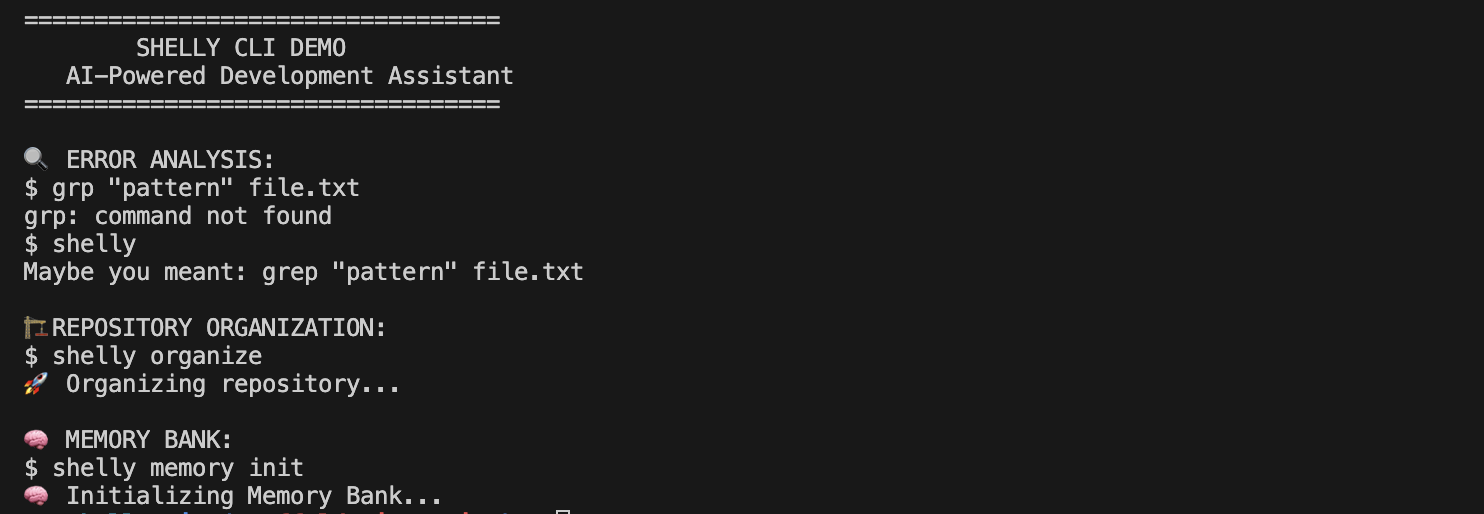 ==================================
SHELLY CLI DEMO
AI-Powered Development Assistant
==================================
🔍 ERROR ANALYSIS:
$ grp "pattern" file.txt
grp: command not found
$ shelly
Maybe you meant: grep "pattern" file.txt
🏗️REPOSITORY ORGANIZATION:
$ shelly organize
🚀 Organizing repository...
🧠 MEMORY BANK:
$ shelly memory init
🧠 Initializing Memory Bank...